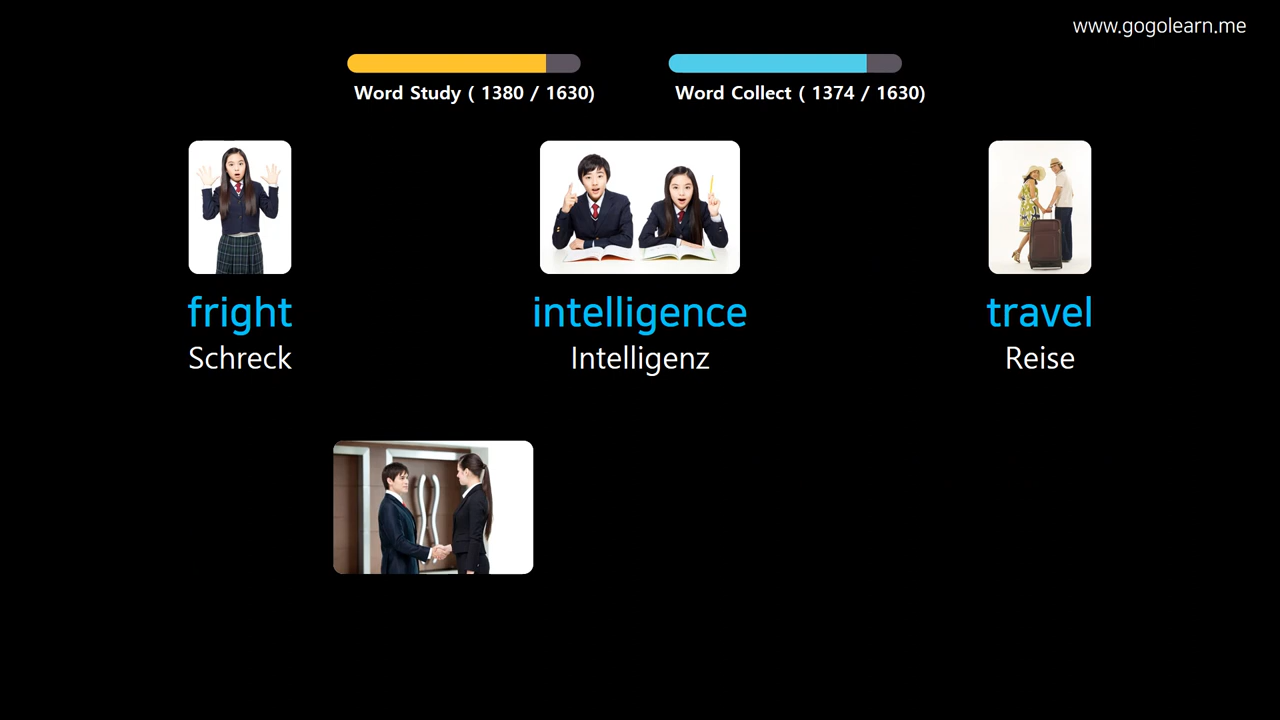 www.gogolearn.me
Word Study ( 1380 / 1630)
Word Collect ( 1374 / 1630)
fright
Schreck
intelligence
Intelligenz
travel
Reise